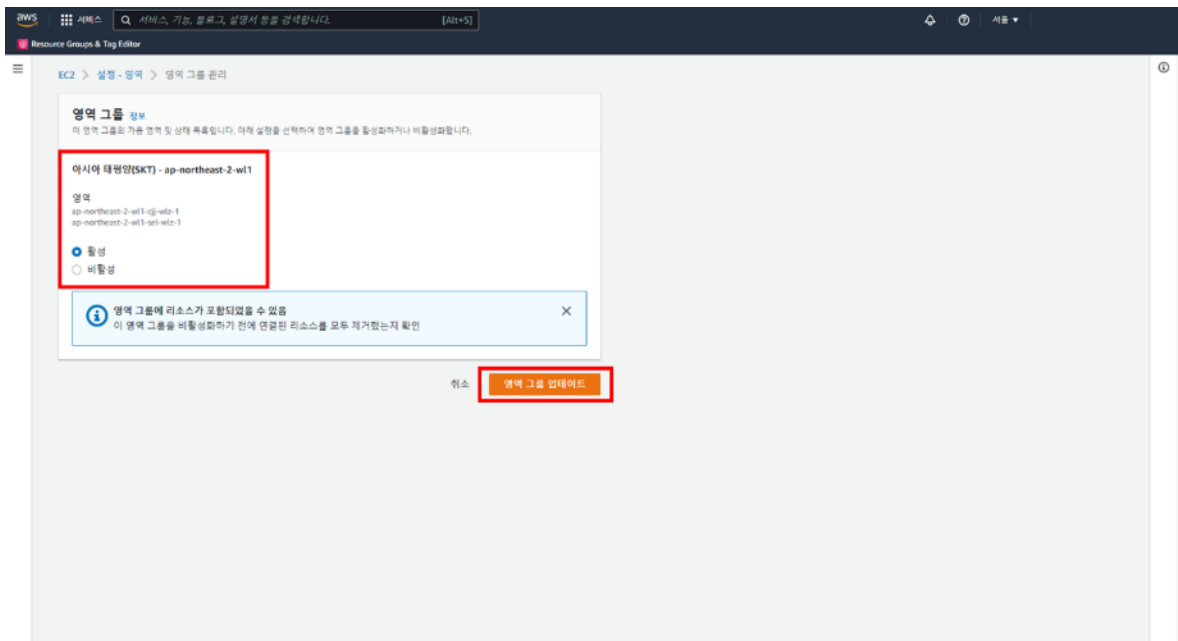 aws
서비스
서비스, 기능, 블로그, 설명서 등을 검색합니다.
[Alt+S]
서울 ▼
Resource Groups & Tag Editor
EC2 > 설정 - 영역 > 영역 그룹 관리
영역 그룹 정보
이 영역 그룹의 가용 영역 및 상태 목록입니다. 아래 설정을 선택하여 영역 그룹을 활성화하거나 비활성화합니다.
아시아 태평양(SKT) - ap-northeast-2-wl1
영역
ap-northeast-2-wl1-cjj-wlz-1
ap-northeast-2-wl1-sel-wlz-1
활성
비활성
영역 그룹에 리소스가 포함되었을 수 있음
이 영역 그룹을 비활성화하기 전에 연결된 리소스를 모두 제거했는지 확인
취소
영역 그룹 업데이트